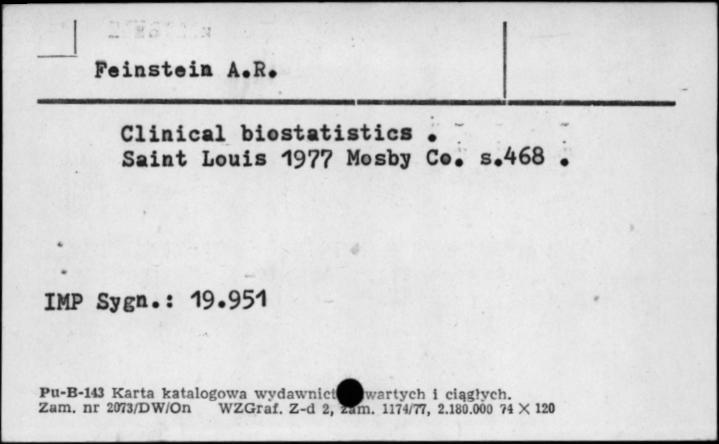 Feinstein A.R.
Clinical biostatistics .
Saint Louis 1977 Mosby Co. s.468 .
IMP Sygn.: 19.951
Pu-B-143 Karta katalogowa wydawnict wartych i ciągłych.
Zam. nr 2073/DW/On WZGraf. Z-d 2, zam. 1174/77, 2.180.000 74 X 120